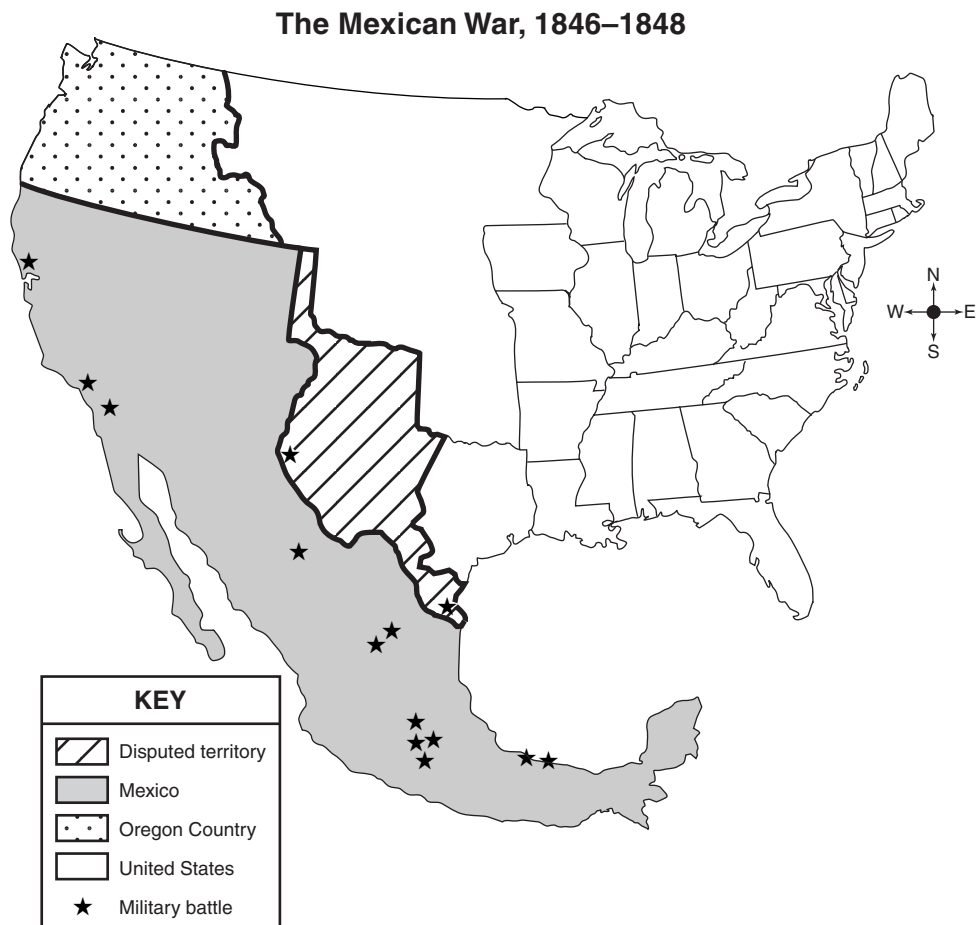 The Mexican War, 1846–1848
N
W E
S
KEY
Disputed territory
Mexico
Oregon Country
United States
Military battle